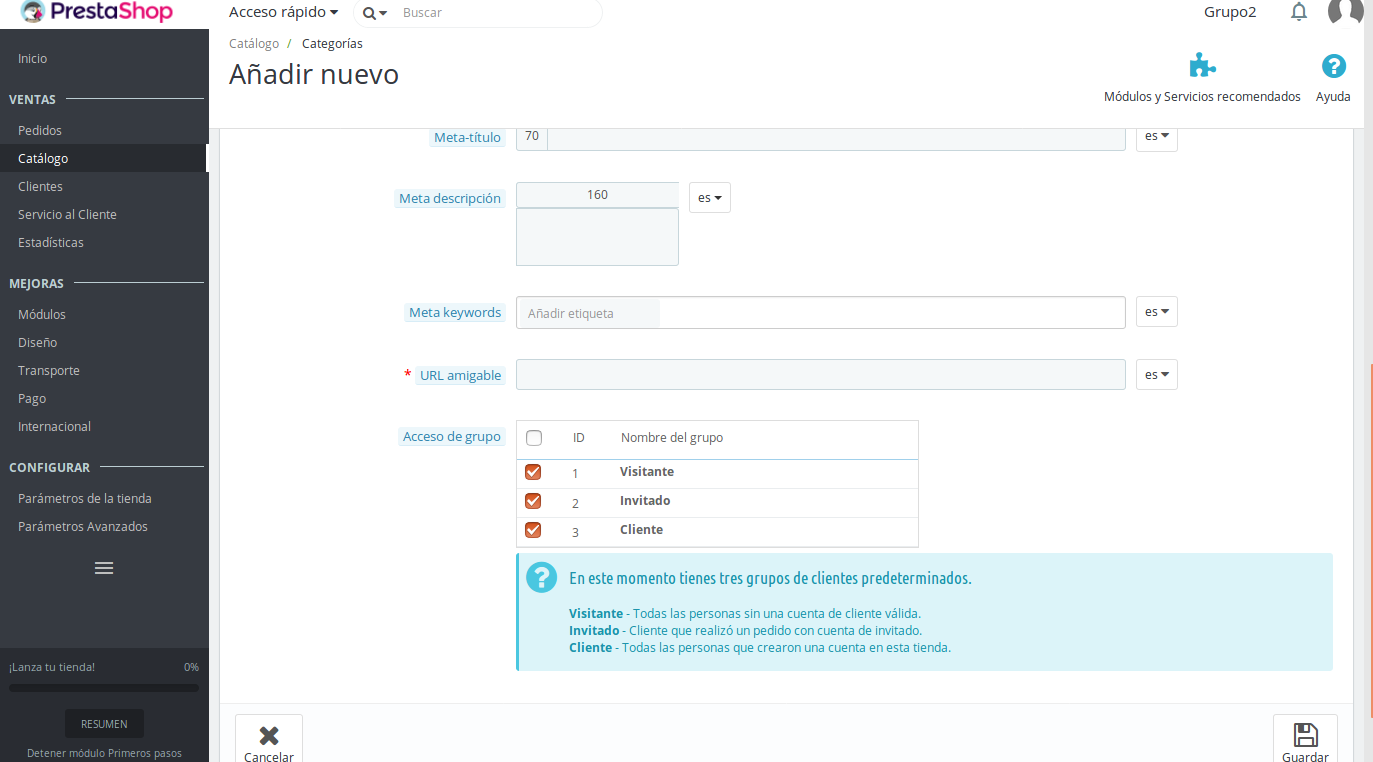 PrestaShop
Acceso rápido
Buscar
Grupo2
Catálogo / Categorías
Añadir nuevo
Módulos y Servicios recomendados
Ayuda
Inicio
VENTAS
Pedidos
Catálogo
Clientes
Servicio al Cliente
Estadísticas
MEJORAS
Módulos
Diseño
Transporte
Pago
Internacional
CONFIGURAR
Parámetros de la tienda
Parámetros Avanzados
¡Lanza tu tienda! 0%
RESUMEN
Detener módulo Primeros pasos
Meta-título 70 es
Meta descripción 160 es
Meta keywords Añadir etiqueta es
* URL amigable es
Acceso de grupo ID Nombre del grupo
1 Visitante
2 Invitado
3 Cliente
? En este momento tienes tres grupos de clientes predeterminados.
Visitante - Todas las personas sin una cuenta de cliente válida.
Invitado - Cliente que realizó un pedido con cuenta de invitado.
Cliente - Todas las personas que crearon una cuenta en esta tienda.
Cancelar
Guardar